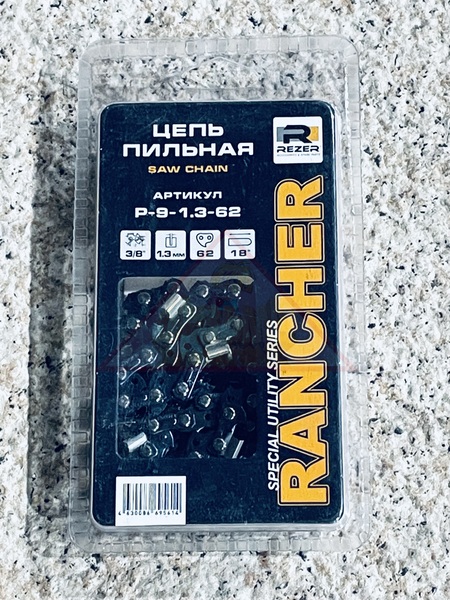 ЦЕПЬ
ПИЛЬНАЯ
SAW CHAIN
АРТИКУЛ
P-9-1.3-62
3/8"
1.3 мм
62
18"
REZER
SPECIAL UTILITY SERIES
RANCHER